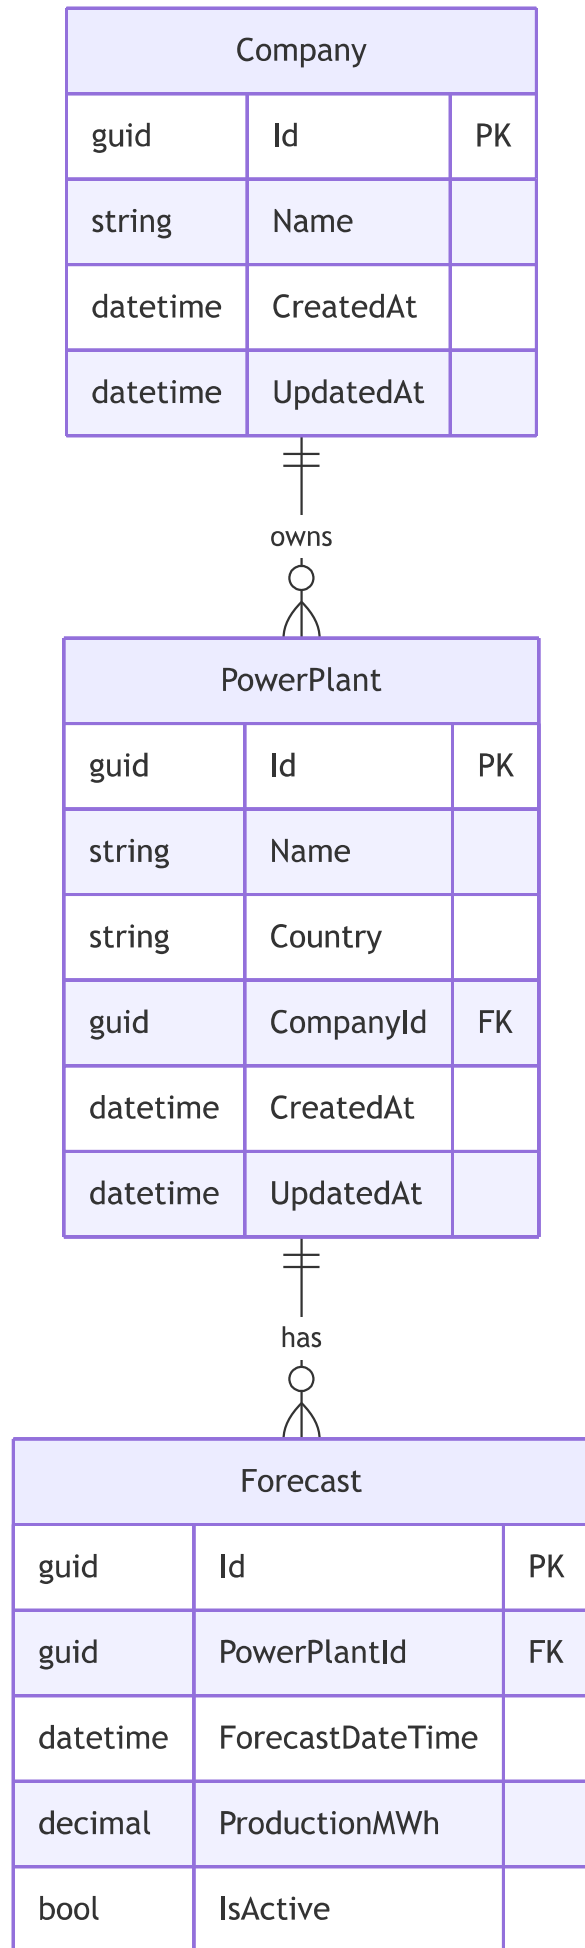 Company
guid Id PK
string Name
datetime CreatedAt
datetime UpdatedAt
owns
PowerPlant
guid Id PK
string Name
string Country
guid CompanyId FK
datetime CreatedAt
datetime UpdatedAt
has
Forecast
guid Id PK
guid PowerPlantId FK
datetime ForecastDateTime
decimal ProductionMWh
bool IsActive